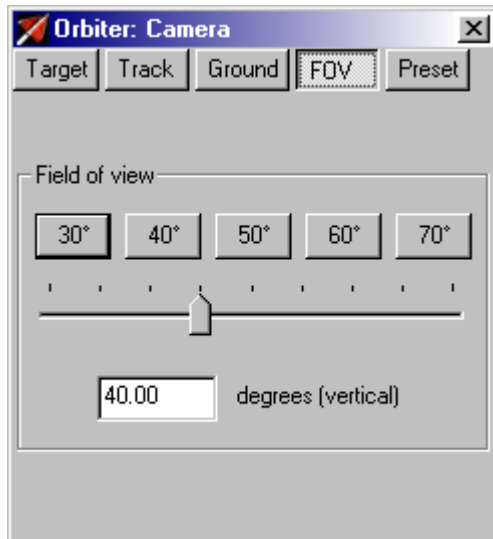 Orbiter: Camera
Target Track Ground FOV Preset
Field of view
30° 40° 50° 60° 70°
40.00 degrees (vertical)